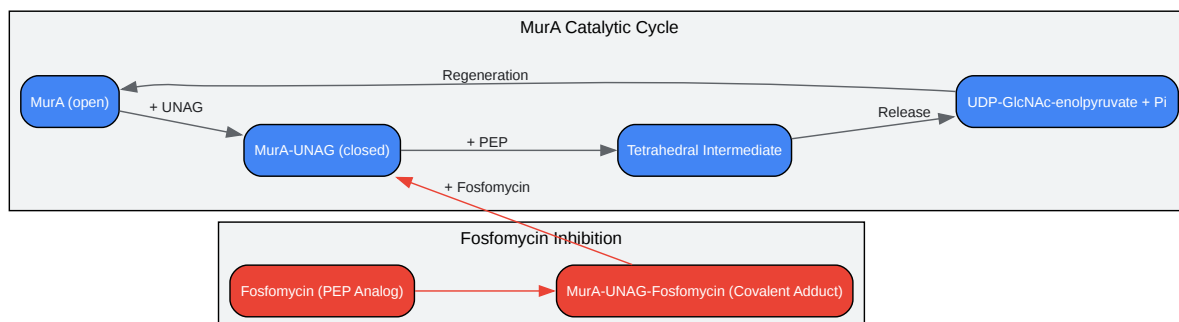 MurA Catalytic Cycle
Regeneration
MurA (open)
+ UNAG
UDP-GlcNAc-enolpyruvate + Pi
Release
MurA-UNAG (closed)
+ PEP
Tetrahedral Intermediate
+ Fosfomycin
Fosfomycin Inhibition
Fosfomycin (PEP Analog)
MurA-UNAG-Fosfomycin (Covalent Adduct)